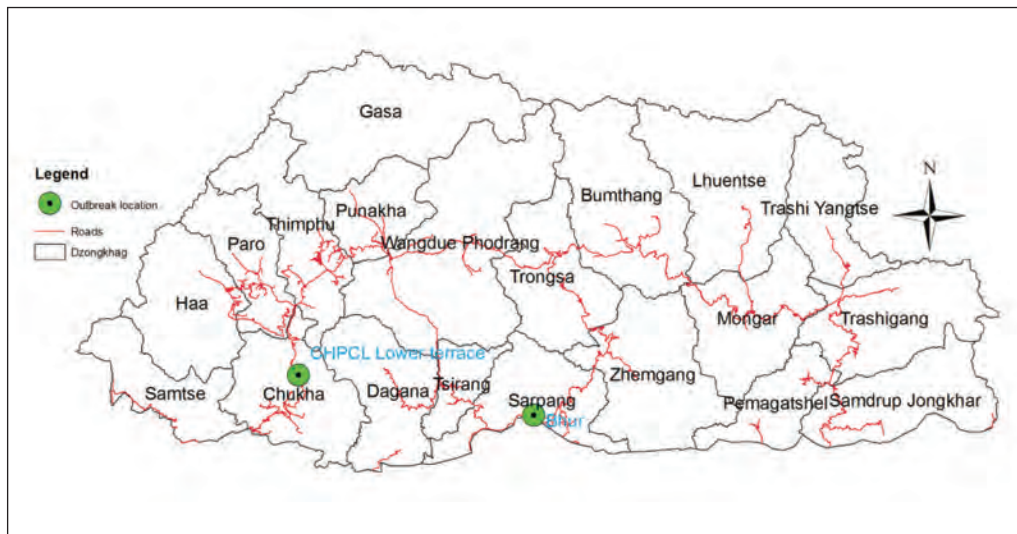 Gasa
Lhuentse
Bumthang
Trashi Yangtse
N
Legend
Outbreak location
Roads
Dzongkhag
Punakha
Thimphu
Paro
Wangdue Phodrang
Trongsa
Haa
Mongar
Trashigang
CHPCL Lower terrace
Zhemgang
Tsirang
Dagana
Chukha
Samtse
Sarpang
Bhur
Pemagatshel
Samdrup Jongkhar